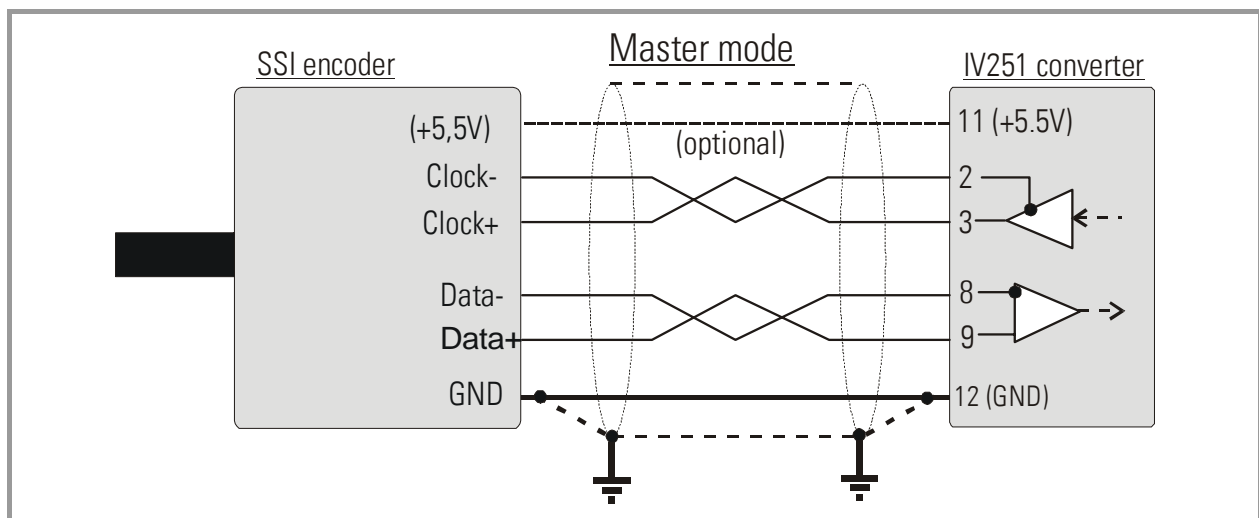 Master mode
SSI encoder
IV251 converter
(+5,5V)
11 (+5.5V)
(optional)
Clock-
2
Clock+
3
Data-
8
Data+
9
GND
12 (GND)